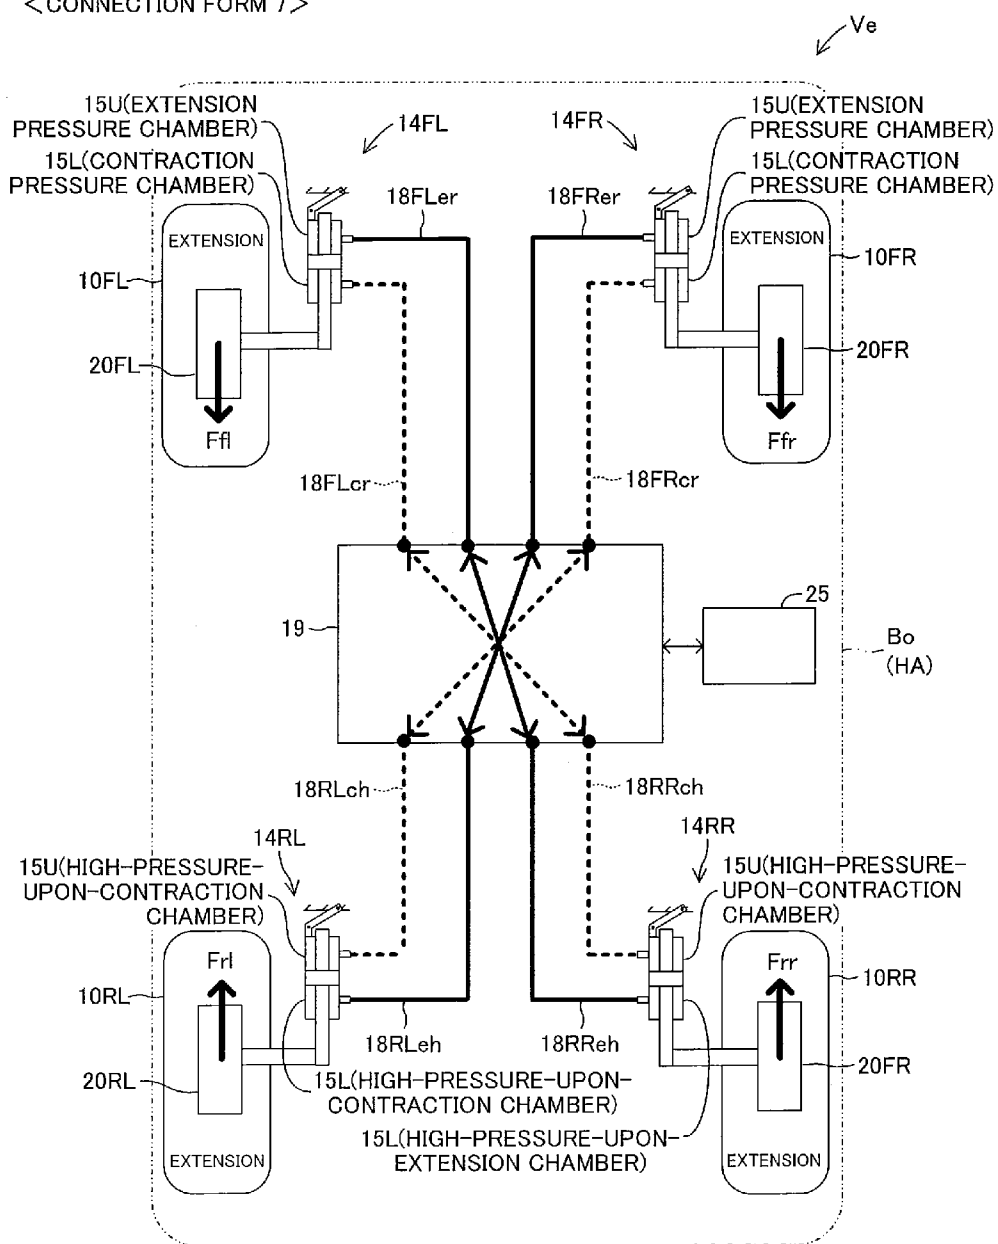 <CONNECTION FORM 7>
Ve
15U(EXTENSION
PRESSURE CHAMBER)
14FL
14FR
15U(EXTENSION
PRESSURE CHAMBER)
15L(CONTRACTION
PRESSURE CHAMBER)
15L(CONTRACTION
PRESSURE CHAMBER)
18FLer
18FRer
EXTENSION
EXTENSION
10FL
10FR
20FL
20FR
Ffl
Ffr
18FLcr
18FRcr
19
25
Bo
(HA)
18RLch
18RRch
14RL
14RR
15U(HIGH-PRESSURE-
UPON-CONTRACTION
CHAMBER)
15U(HIGH-PRESSURE-
UPON-CONTRACTION
CHAMBER)
Frl
Frr
10RL
10RR
18RLeh
18RReh
20RL
20FR
15L(HIGH-PRESSURE-UPON-
CONTRACTION CHAMBER)
15L(HIGH-PRESSURE-UPON-
EXTENSION CHAMBER)
EXTENSION
EXTENSION